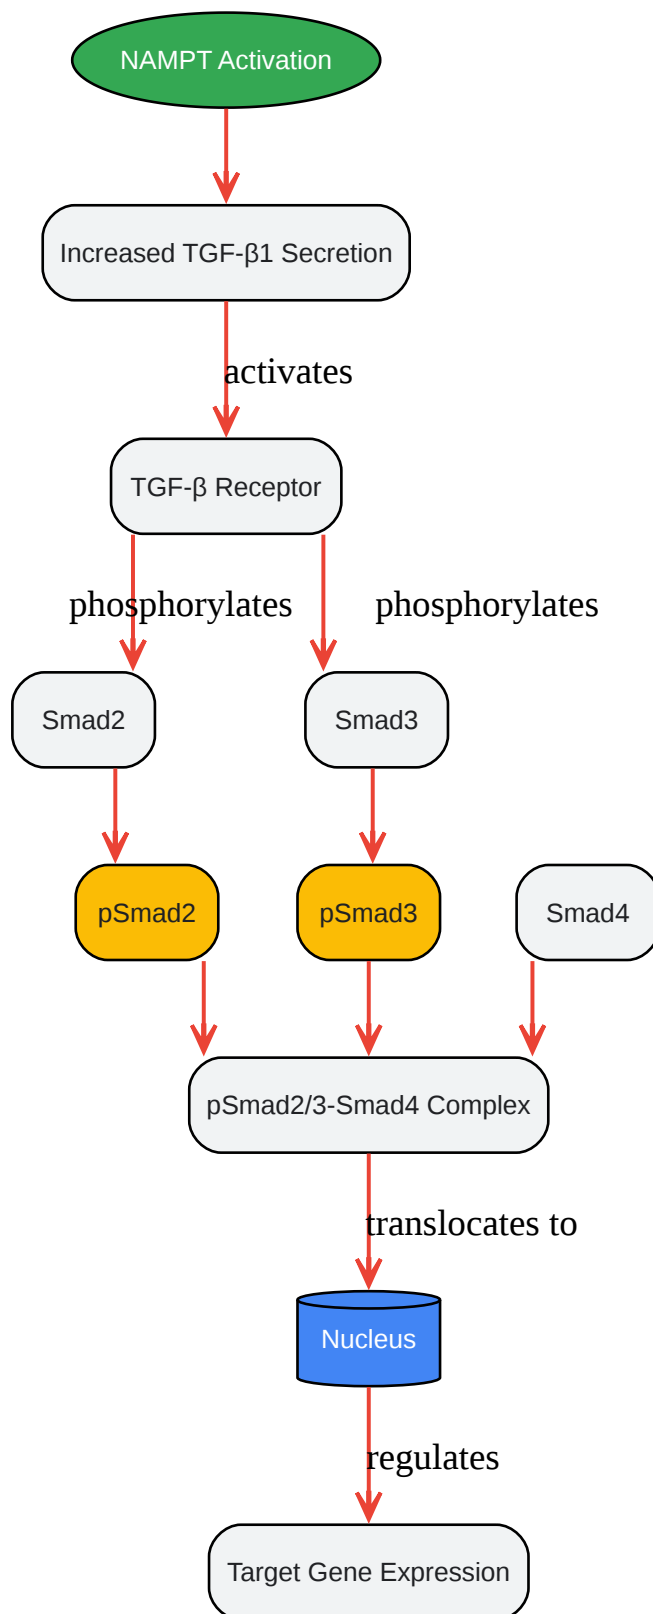 NAMPT Activation
Increased TGF-β1 Secretion
activates
TGF-β Receptor
phosphorylates
phosphorylates
Smad2
Smad3
pSmad2
pSmad3
Smad4
pSmad2/3-Smad4 Complex
translocates to
Nucleus
regulates
Target Gene Expression